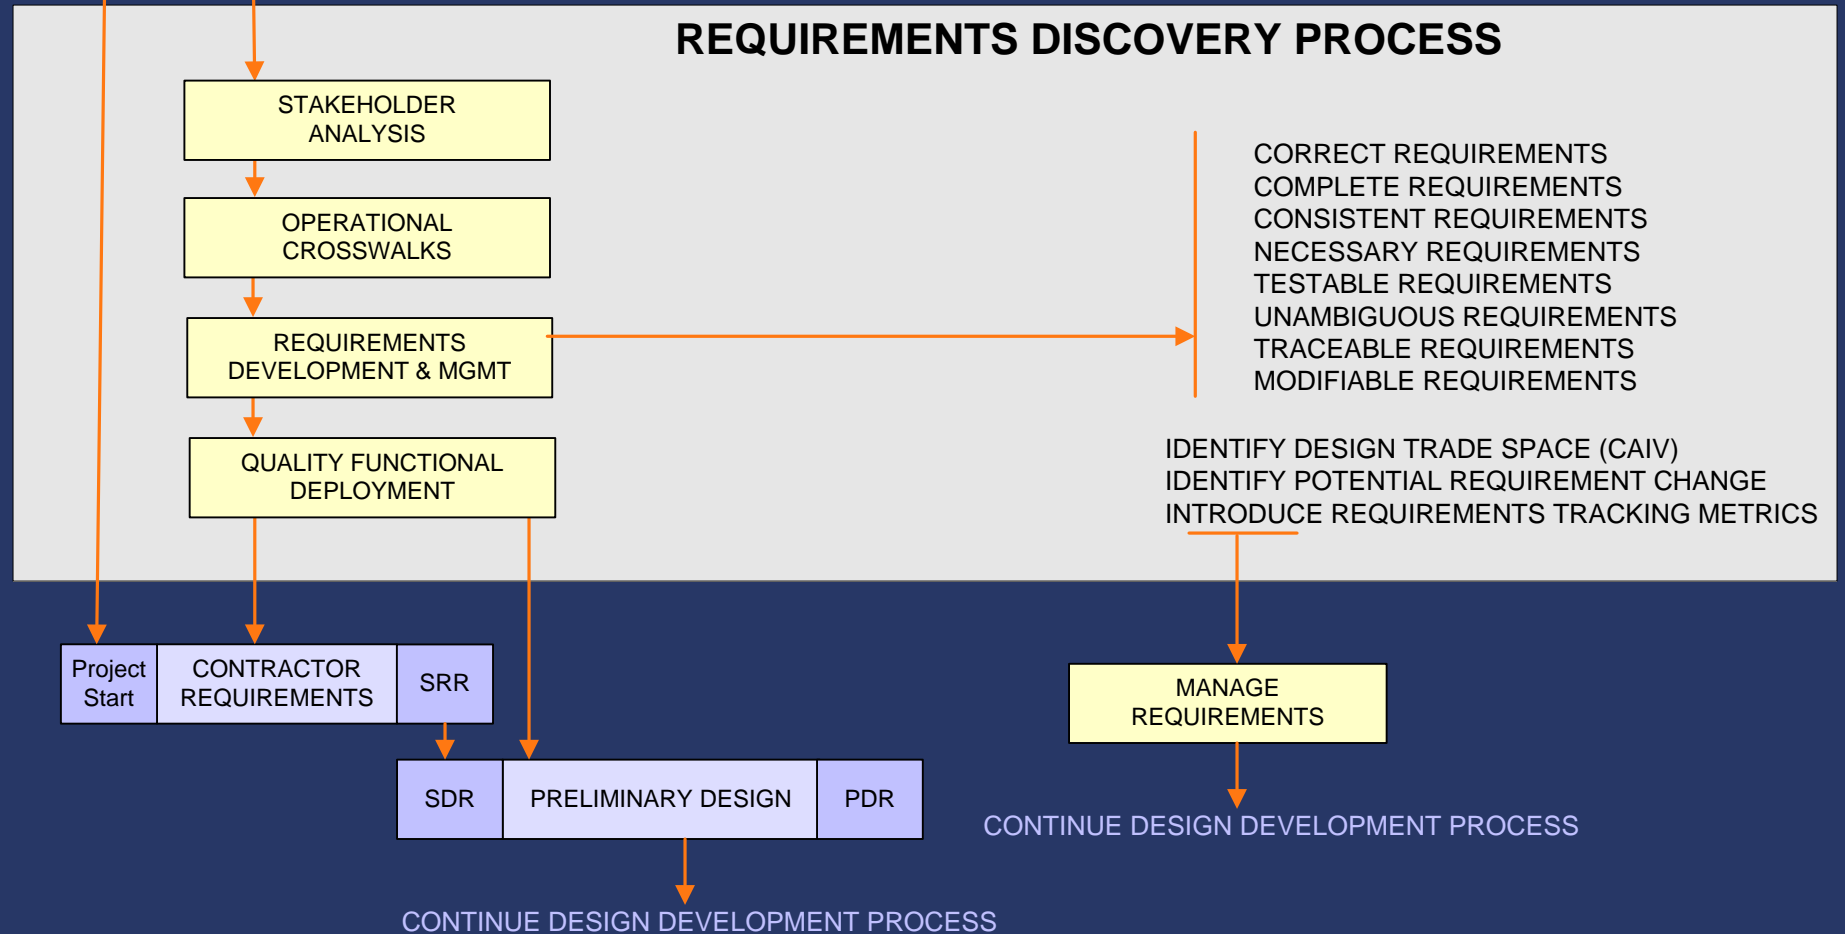 REQUIREMENTS DISCOVERY PROCESS
STAKEHOLDER
ANALYSIS
OPERATIONAL
CROSSWALKS
REQUIREMENTS
DEVELOPMENT & MGMT
QUALITY FUNCTIONAL
DEPLOYMENT
CORRECT REQUIREMENTS
COMPLETE REQUIREMENTS
CONSISTENT REQUIREMENTS
NECESSARY REQUIREMENTS
TESTABLE REQUIREMENTS
UNAMBIGUOUS REQUIREMENTS
TRACEABLE REQUIREMENTS
MODIFIABLE REQUIREMENTS
IDENTIFY DESIGN TRADE SPACE (CAIV)
IDENTIFY POTENTIAL REQUIREMENT CHANGE
INTRODUCE REQUIREMENTS TRACKING METRICS
Project
Start
CONTRACTOR
REQUIREMENTS
SRR
SDR
PRELIMINARY DESIGN
PDR
CONTINUE DESIGN DEVELOPMENT PROCESS
MANAGE
REQUIREMENTS
CONTINUE DESIGN DEVELOPMENT PROCESS